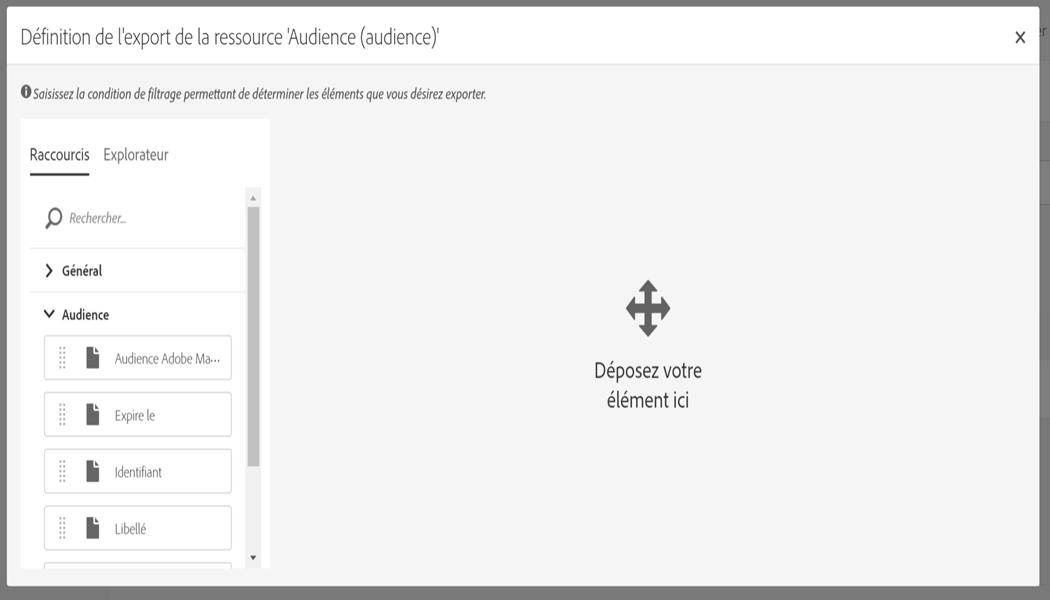 Définition de l'export de la ressource 'Audience (audience)'
Saisissez la condition de filtrage permettant de déterminer les éléments que vous désirez exporter.
Raccourcis Explorateur
Rechercher...
Général
Audience
Audience Adobe Ma...
Expire le
Identifiant
Libellé
Déposez votre
élément ici